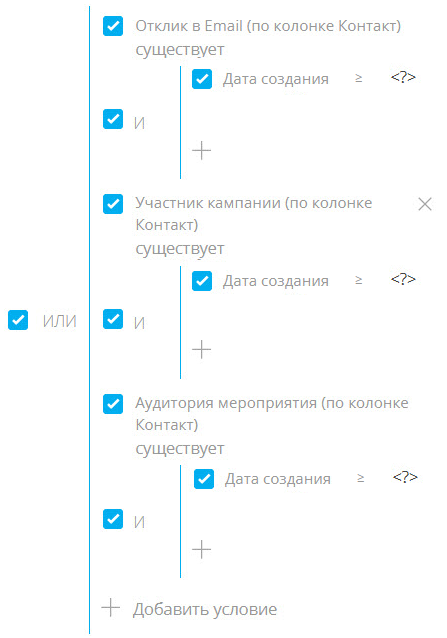 Отклик в Email (по колонке Контакт)
существует
Дата создания ≥ <?>
И
Участник кампании (по колонке
Контакт)
существует
Дата создания ≥ <?>
ИЛИ
И
Аудитория мероприятия (по колонке
Контакт)
существует
Дата создания ≥ <?>
И
Добавить условие